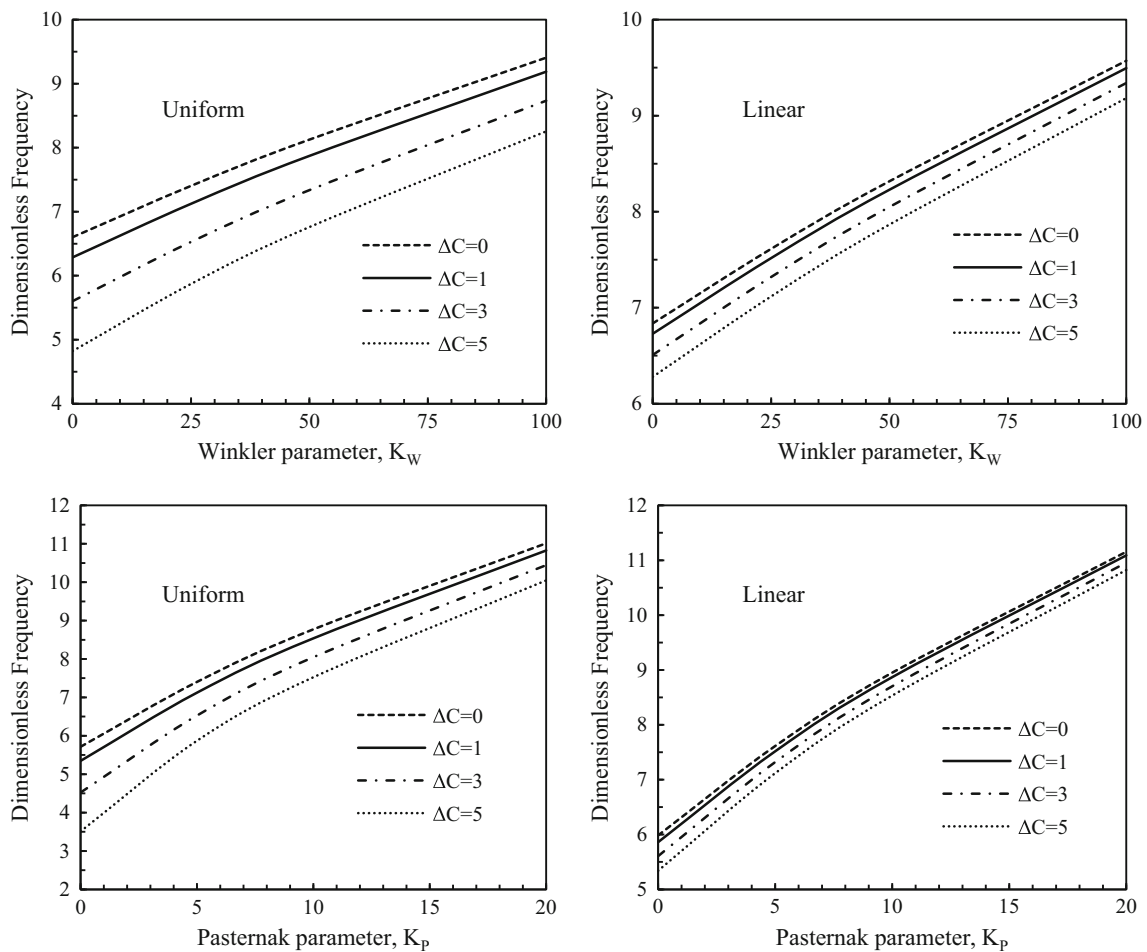 10
9
8
7
6
5
4
Dimensionless Frequency
Uniform
ΔC=0
ΔC=1
ΔC=3
ΔC=5
0
25
50
75
100
Winkler parameter, K_W
10
9
8
7
6
Dimensionless Frequency
Linear
ΔC=0
ΔC=1
ΔC=3
ΔC=5
0
25
50
75
100
Winkler parameter, K_W
12
11
10
9
8
7
6
5
4
3
2
Dimensionless Frequency
Uniform
ΔC=0
ΔC=1
ΔC=3
ΔC=5
0
5
10
15
20
Pasternak parameter, K_P
12
11
10
9
8
7
6
5
Dimensionless Frequency
Linear
ΔC=0
ΔC=1
ΔC=3
ΔC=5
0
5
10
15
20
Pasternak parameter, K_P